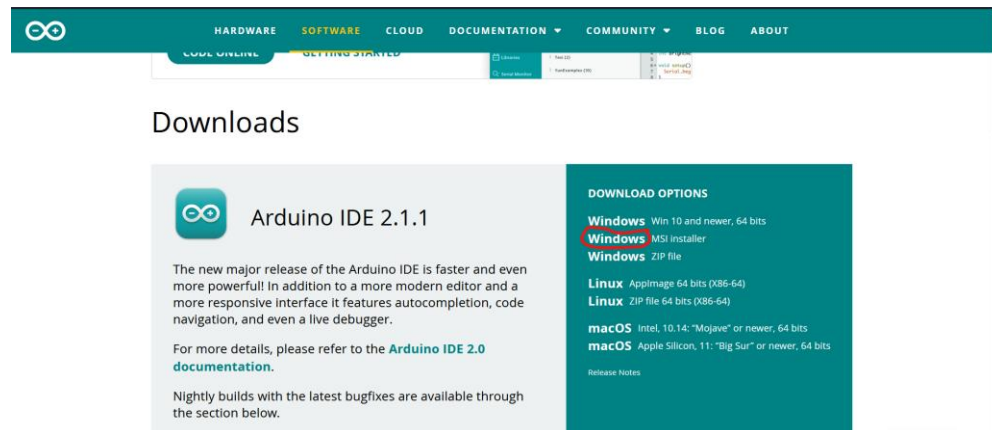 HARDWARE SOFTWARE CLOUD DOCUMENTATION COMMUNITY BLOG ABOUT
CODE ONLINE GETTING STARTED
Libraries
Serial Monitor
Downloads
Arduino IDE 2.1.1
The new major release of the Arduino IDE is faster and even
more powerful! In addition to a more modern editor and a
more responsive interface it features autocompletion, code
navigation, and even a live debugger.
For more details, please refer to the Arduino IDE 2.0
documentation.
Nightly builds with the latest bugfixes are available through
the section below.
DOWNLOAD OPTIONS
Windows Win 10 and newer, 64 bits
Windows MSI installer
Windows ZIP file
Linux AppImage 64 bits (X86-64)
Linux ZIP file 64 bits (X86-64)
macOS Intel, 10.14: “Mojave” or newer, 64 bits
macOS Apple Silicon, 11: “Big Sur” or newer, 64 bits
Release Notes